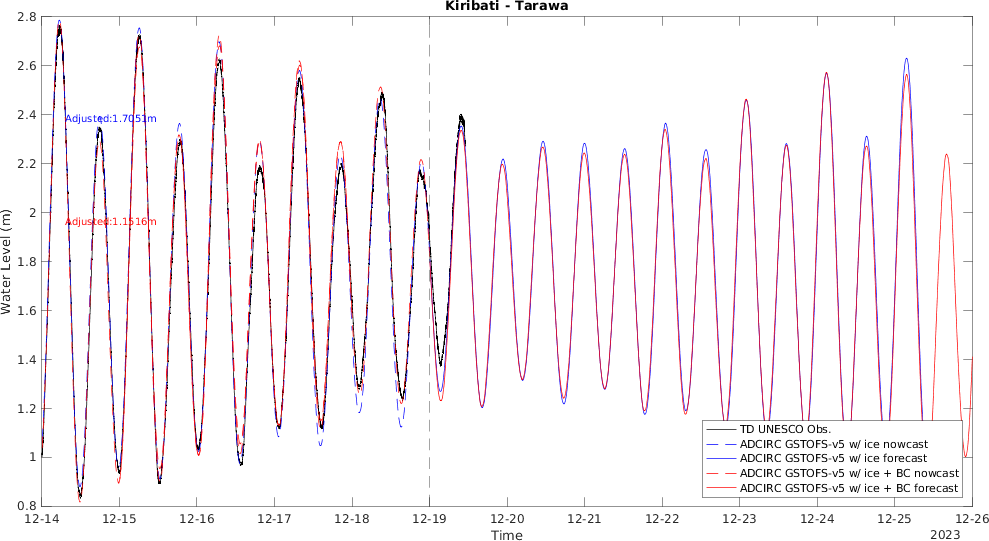 Kiribati - Tarawa
2.8
2.6
2.4
2.2
2
1.8
1.6
1.4
1.2
1
0.8
Water Level (m)
Adjusted:1.7051m
Adjusted:1.1516m
TD UNESCO Obs.
ADCIRC GSTOFS-v5 w/ ice nowcast
ADCIRC GSTOFS-v5 w/ ice forecast
ADCIRC GSTOFS-v5 w/ ice + BC nowcast
ADCIRC GSTOFS-v5 w/ ice + BC forecast
12-14 12-15 12-16 12-17 12-18 12-19 12-20 12-21 12-22 12-23 12-24 12-25 12-26
Time
2023